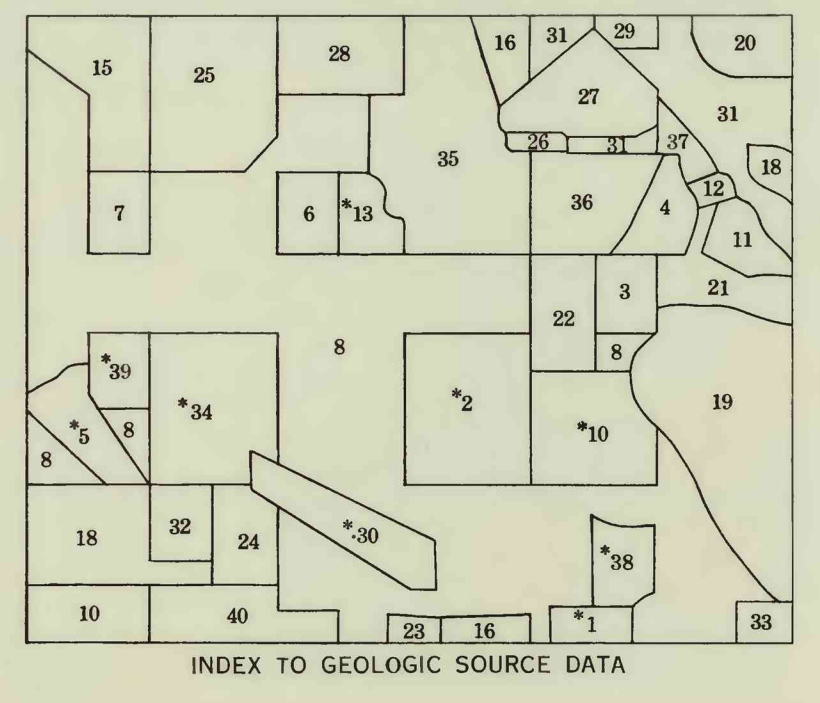 15 25 28 16 31 29 20
27 31
35 26 31 37 18
7 6 *13 36 4 12 11
22 3 21
8 8
*39 *34 *2 19
*5 8 *10
8
18 32 24 *30 *38
10 40 23 16 *1 33
INDEX TO GEOLOGIC SOURCE DATA